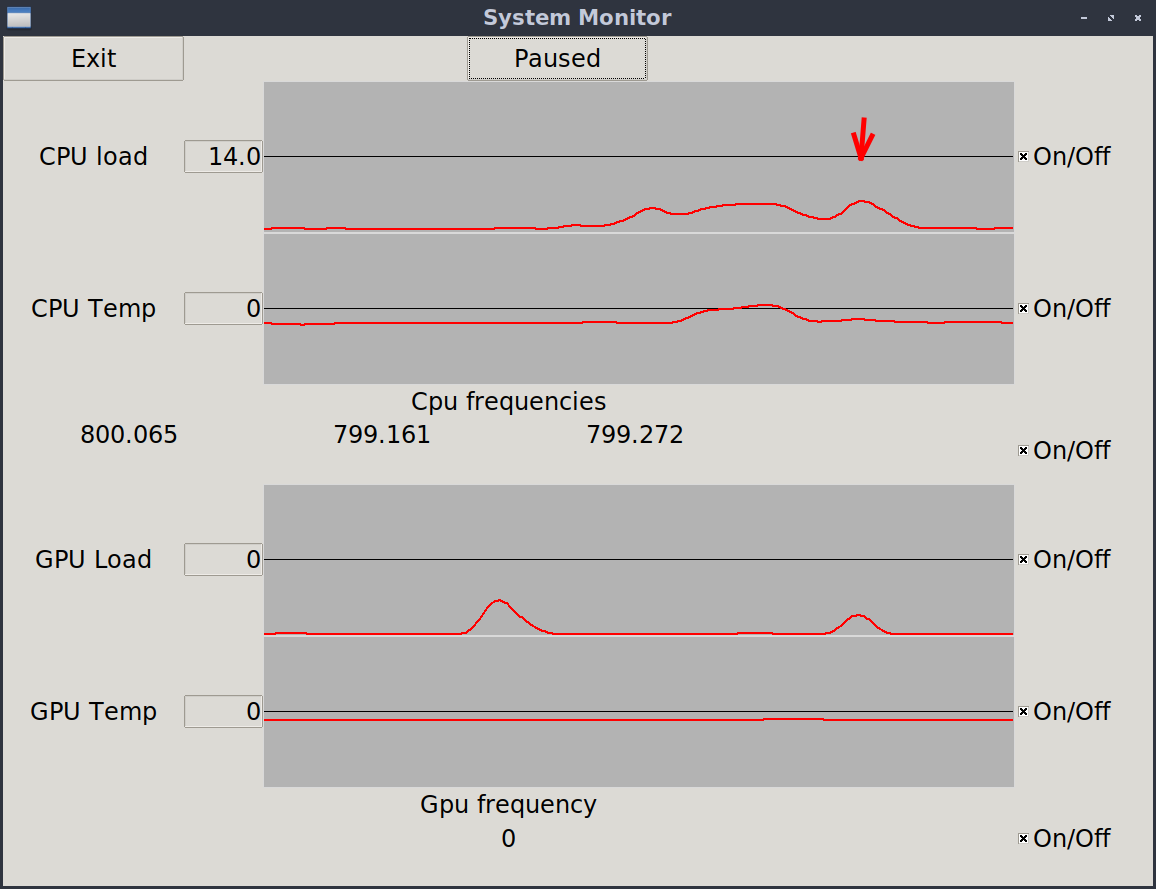 System Monitor
Exit Paused
CPU load 14.0 On/Off
CPU Temp 0 On/Off
Cpu frequencies
800.065 799.161 799.272
On/Off
GPU Load 0 On/Off
GPU Temp 0 On/Off
Gpu frequency
0 On/Off